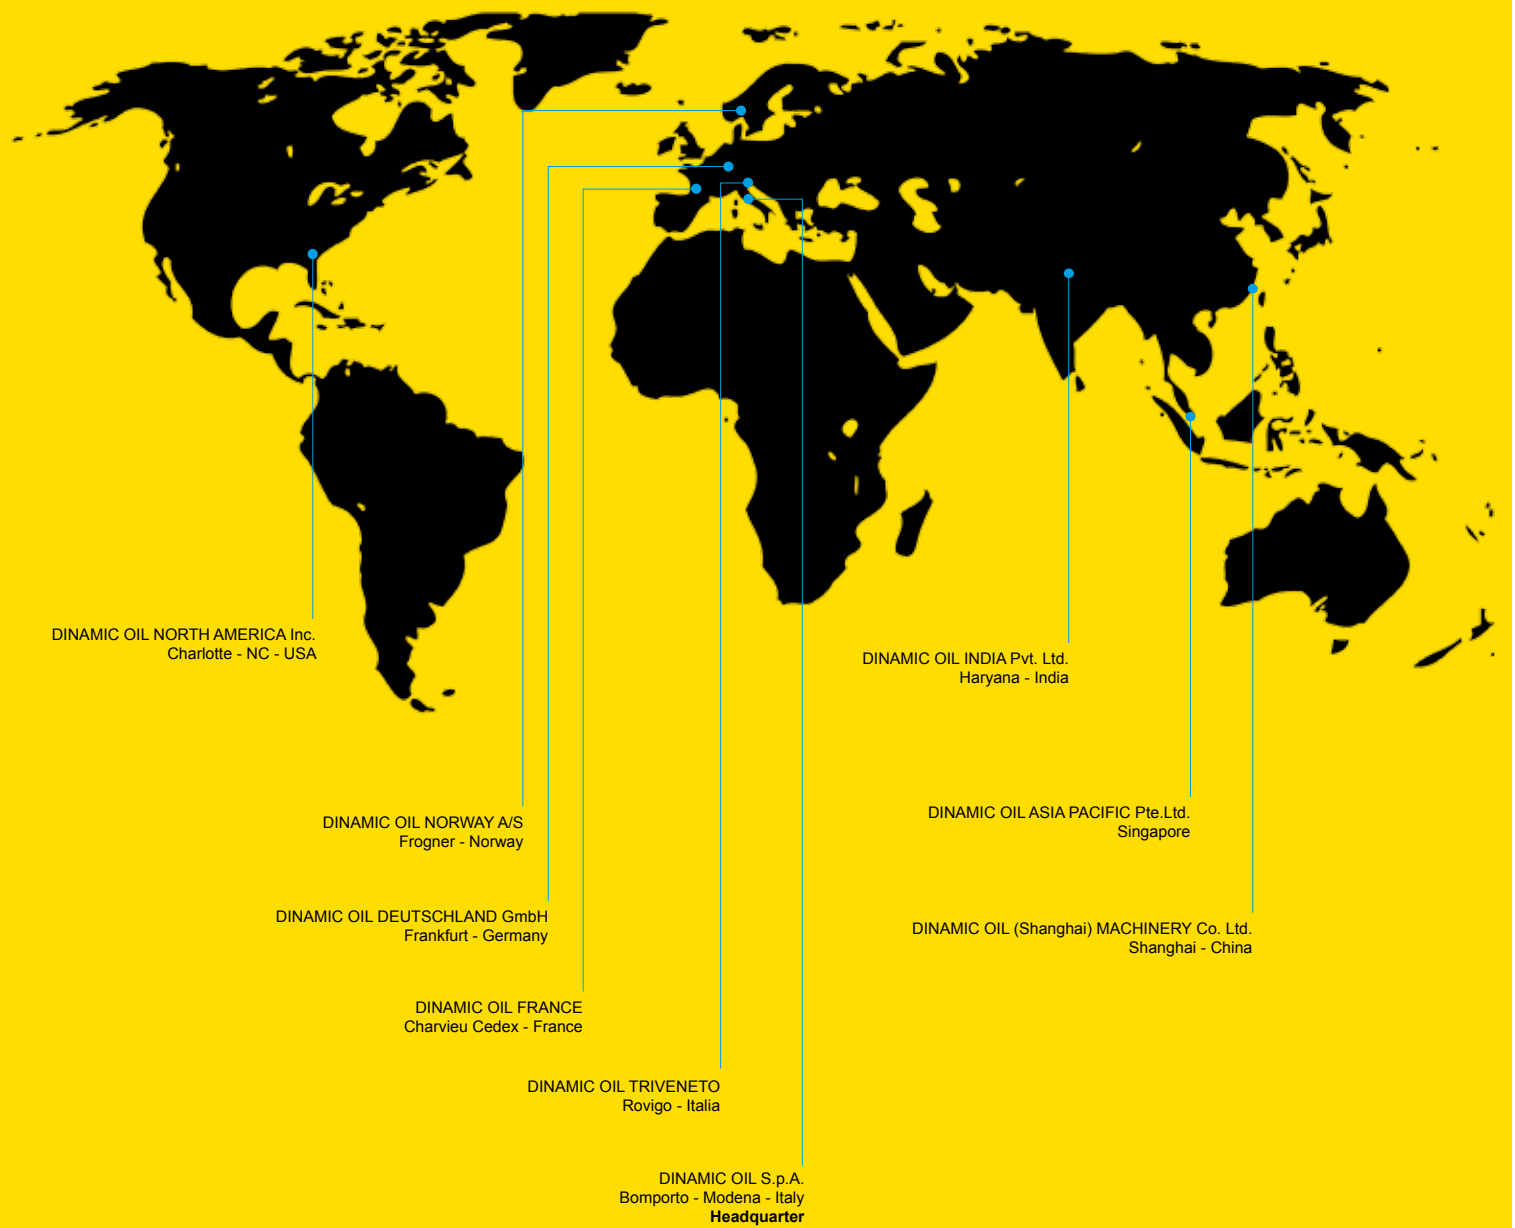 DINAMIC OIL NORTH AMERICA Inc.
Charlotte - NC - USA
DINAMIC OIL INDIA Pvt. Ltd.
Haryana - India
DINAMIC OIL NORWAY A/S
Frogner - Norway
DINAMIC OIL ASIA PACIFIC Pte.Ltd.
Singapore
DINAMIC OIL DEUTSCHLAND GmbH
Frankfurt - Germany
DINAMIC OIL (Shanghai) MACHINERY Co. Ltd.
Shanghai - China
DINAMIC OIL FRANCE
Charvieu Cedex - France
DINAMIC OIL TRIVENETO
Rovigo - Italia
DINAMIC OIL S.p.A.
Bomporto - Modena - Italy
Headquarter